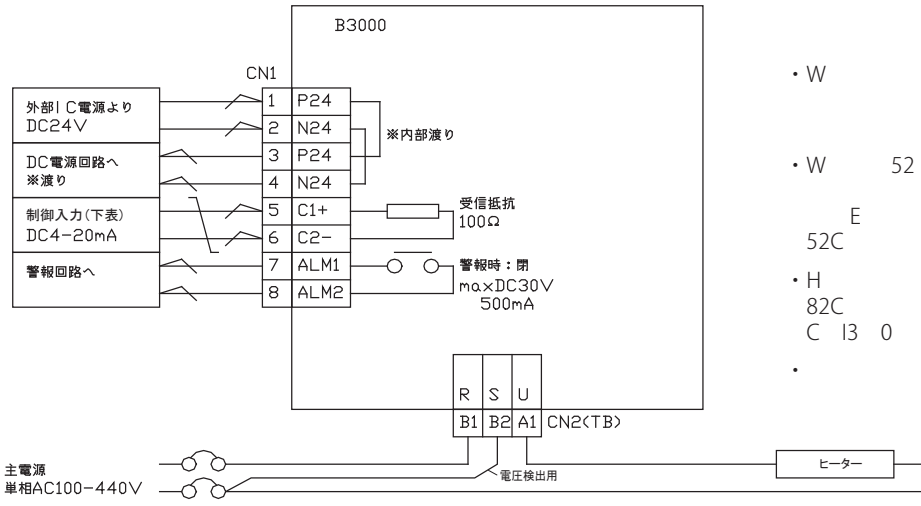 B3000
CN1
外部IC電源より
DC24V
DC電源回路へ
※渡り
制御入力(下表)
DC4-20mA
警報回路へ
1 P24
2 N24
3 P24
4 N24
5 C1+
6 C2-
7 ALM1
8 ALM2
※内部渡り
受信抵抗
100Ω
警報時:閉
maxDC30V
500mA
R S U
B1 B2 A1 CN2(TB)
主電源
単相AC100-440V
電圧検出用
ヒーター
・W
・W 52
E
52C
・H
82C
C I3 0
・